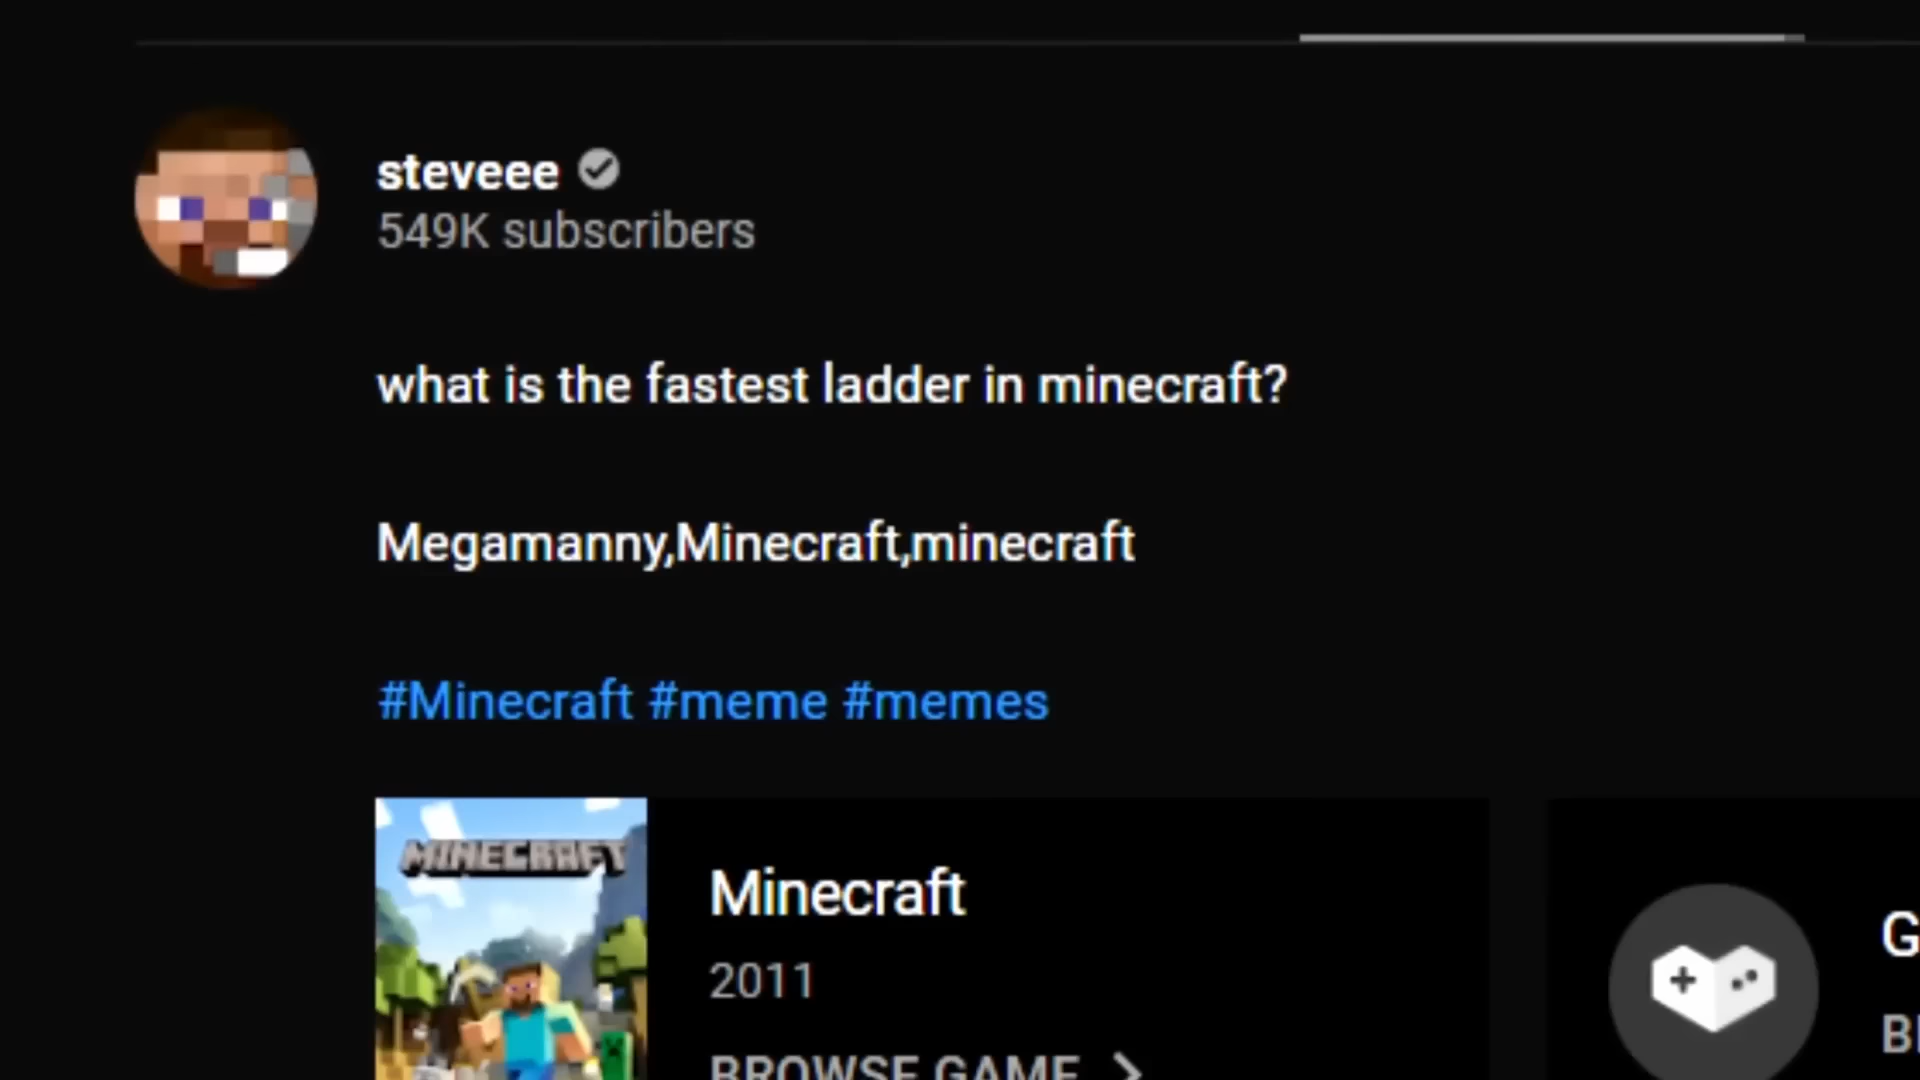 steveee
549K subscribers
what is the fastest ladder in minecraft?
Megamanny,Minecraft,minecraft
#Minecraft #meme #memes
MINECRAFT
Minecraft
2011
BROWSE GAME